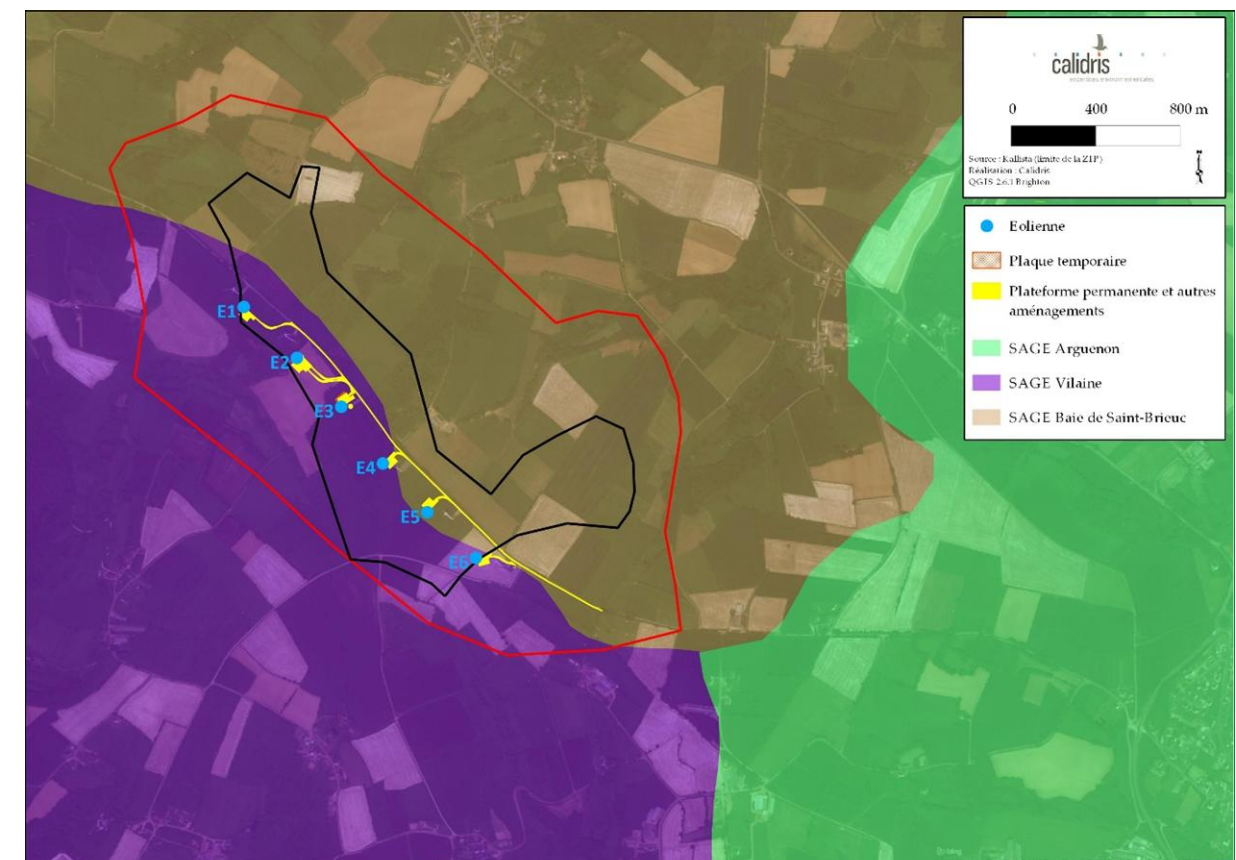 calidris
expertises environnementales
0 400 800 m
Source : Kallista (limite de la ZIP)
Réalisation : Calidris
QGIS 2.6.1 Brighton
N
Eolienne
Plaque temporaire
Plateforme permanente et autres
aménagements
SAGE Arguenon
SAGE Vilaine
SAGE Baie de Saint-Brieuc
E1
E2
E3
E4
E5
E6